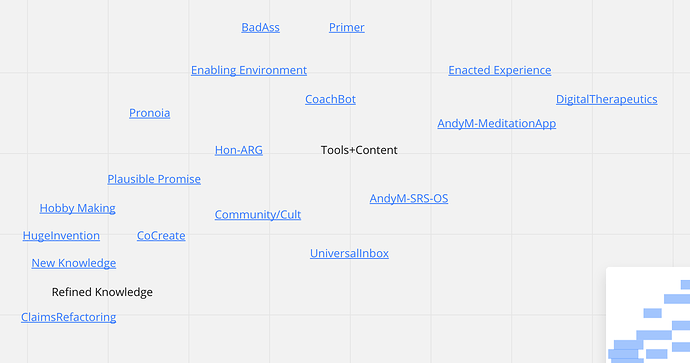 BadAss
Primer
Enabling Environment
Enacted Experience
CoachBot
DigitalTherapeutics
Pronoia
AndyM-MeditationApp
Hon-ARG
Tools+Content
Plausible Promise
AndyM-SRS-OS
Hobby Making
Community/Cult
HugeInvention
CoCreate
UniversalInbox
New Knowledge
Refined Knowledge
ClaimsRefactoring